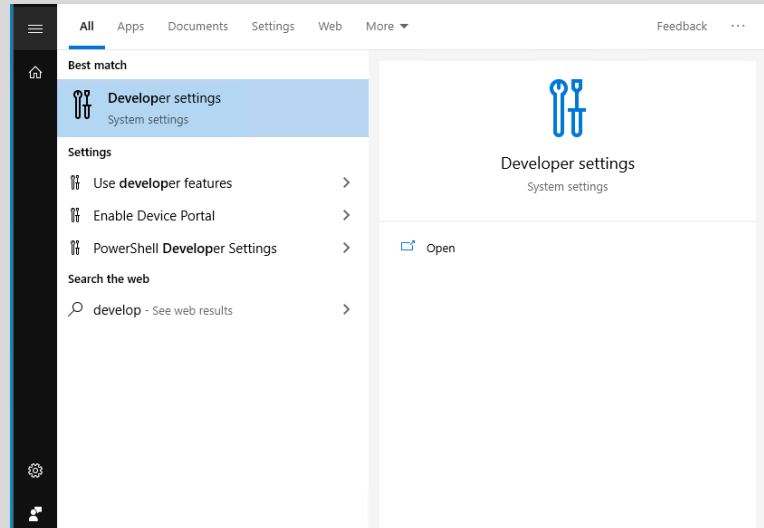 All Apps Documents Settings Web More Feedback ...
Best match
Developer settings
System settings
Settings
Use developer features
Enable Device Portal
PowerShell Developer Settings
Search the web
develop - See web results
Developer settings
System settings
Open